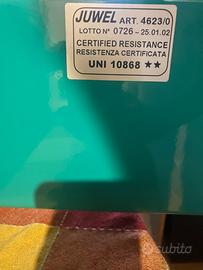 JUWEL ART. 4623/0
LOTTO N° 0726 - 25.01.02
CERTIFIED RESISTANCE
RESISTENZA CERTIFICATA
UNI 10868 ★★
subito